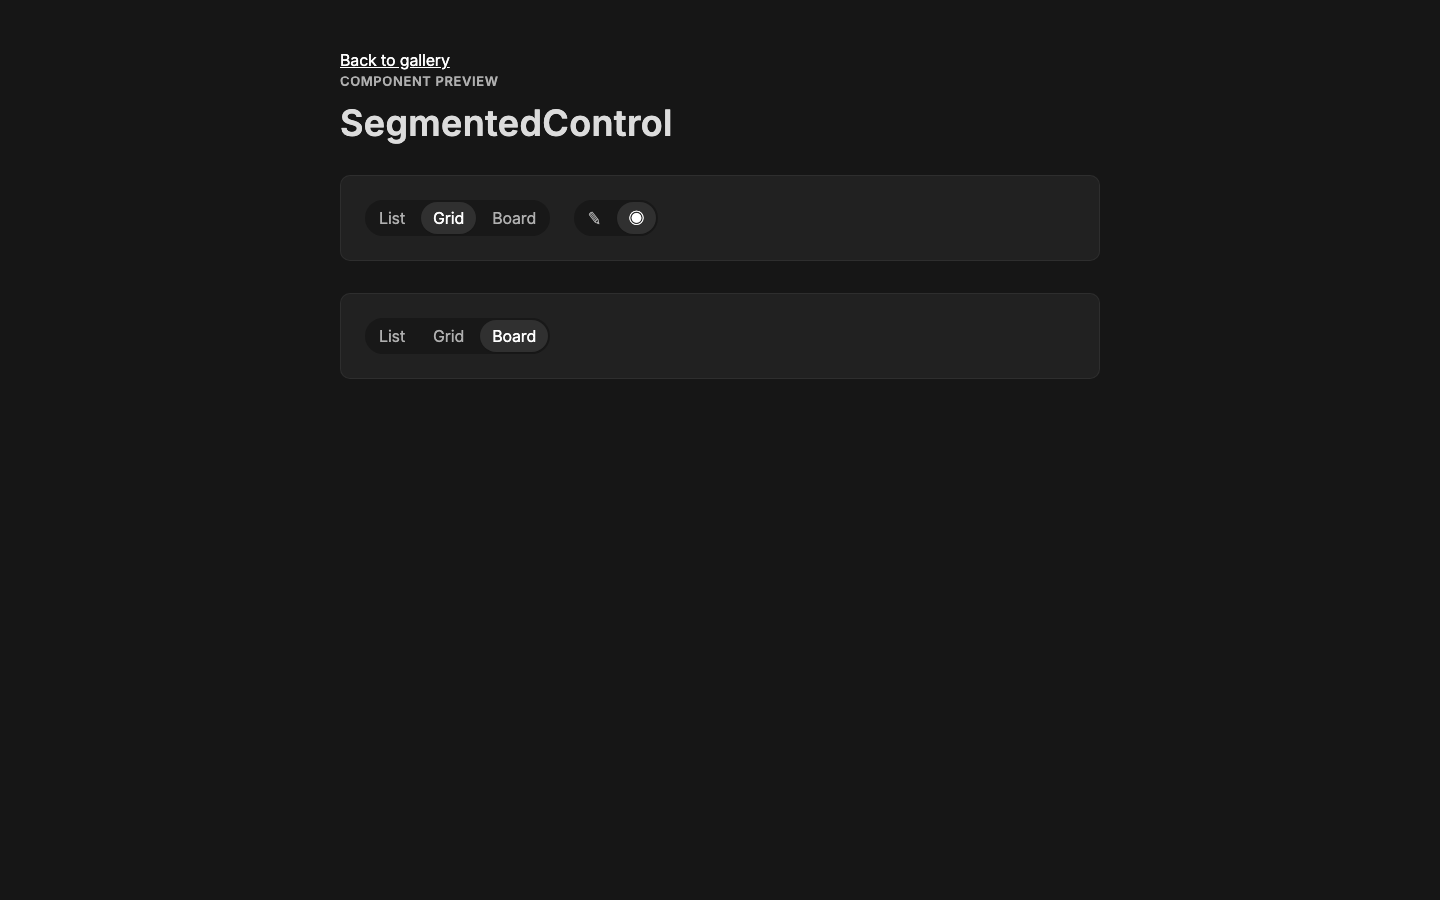 Back to gallery
COMPONENT PREVIEW
SegmentedControl
List Grid Board ✎ ◉
List Grid Board